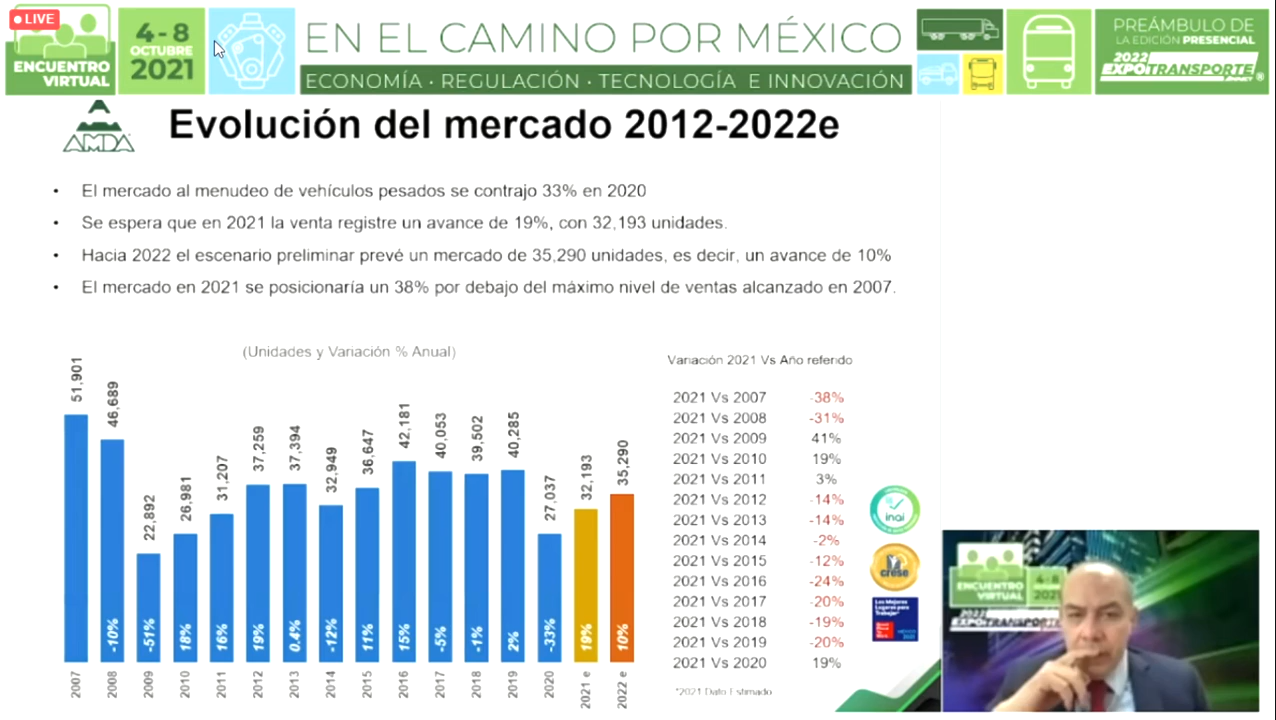 LIVE
ENCUENTRO
VIRTUAL
4-8
OCTUBRE
2021
EN EL CAMINO POR MÉXICO
ECONOMÍA · REGULACIÓN · TECNOLOGÍA E INNOVACIÓN
PREÁMBULO DE
LA EDICIÓN PRESENCIAL
2022
EXPOTRANSPORTE
AMDA
Evolución del mercado 2012-2022e
• El mercado al menudeo de vehículos pesados se contrajo 33% en 2020
• Se espera que en 2021 la venta registre un avance de 19%, con 32,193 unidades.
• Hacia 2022 el escenario preliminar prevé un mercado de 35,290 unidades, es decir, un avance de 10%
• El mercado en 2021 se posicionaría un 38% por debajo del máximo nivel de ventas alcanzado en 2007.
(Unidades y Variación % Anual)
51,901 46,689 22,892 26,981 31,207 37,259 37,394 32,949 36,647 42,181 40,053 39,502 40,285 27,037 32,193 35,290
-10% -51% 18% 16% 19% 0.4% -12% 11% 15% -5% -1% 2% -33% 19% 10%
2007 2008 2009 2010 2011 2012 2013 2014 2015 2016 2017 2018 2019 2020 2021 e 2022 e
Variación 2021 Vs Año referido
2021 Vs 2007 -38%
2021 Vs 2008 -31%
2021 Vs 2009 41%
2021 Vs 2010 19%
2021 Vs 2011 3%
2021 Vs 2012 -14%
2021 Vs 2013 -14%
2021 Vs 2014 -2%
2021 Vs 2015 -12%
2021 Vs 2016 -24%
2021 Vs 2017 -20%
2021 Vs 2018 -19%
2021 Vs 2019 -20%
2021 Vs 2020 19%
*2021 Dato Estimado
inai
crese
Los Mejores
Lugares para
Trabajar
ENCUENTRO
VIRTUAL
4-8
2021
2022
EXPOTRANSPORTE